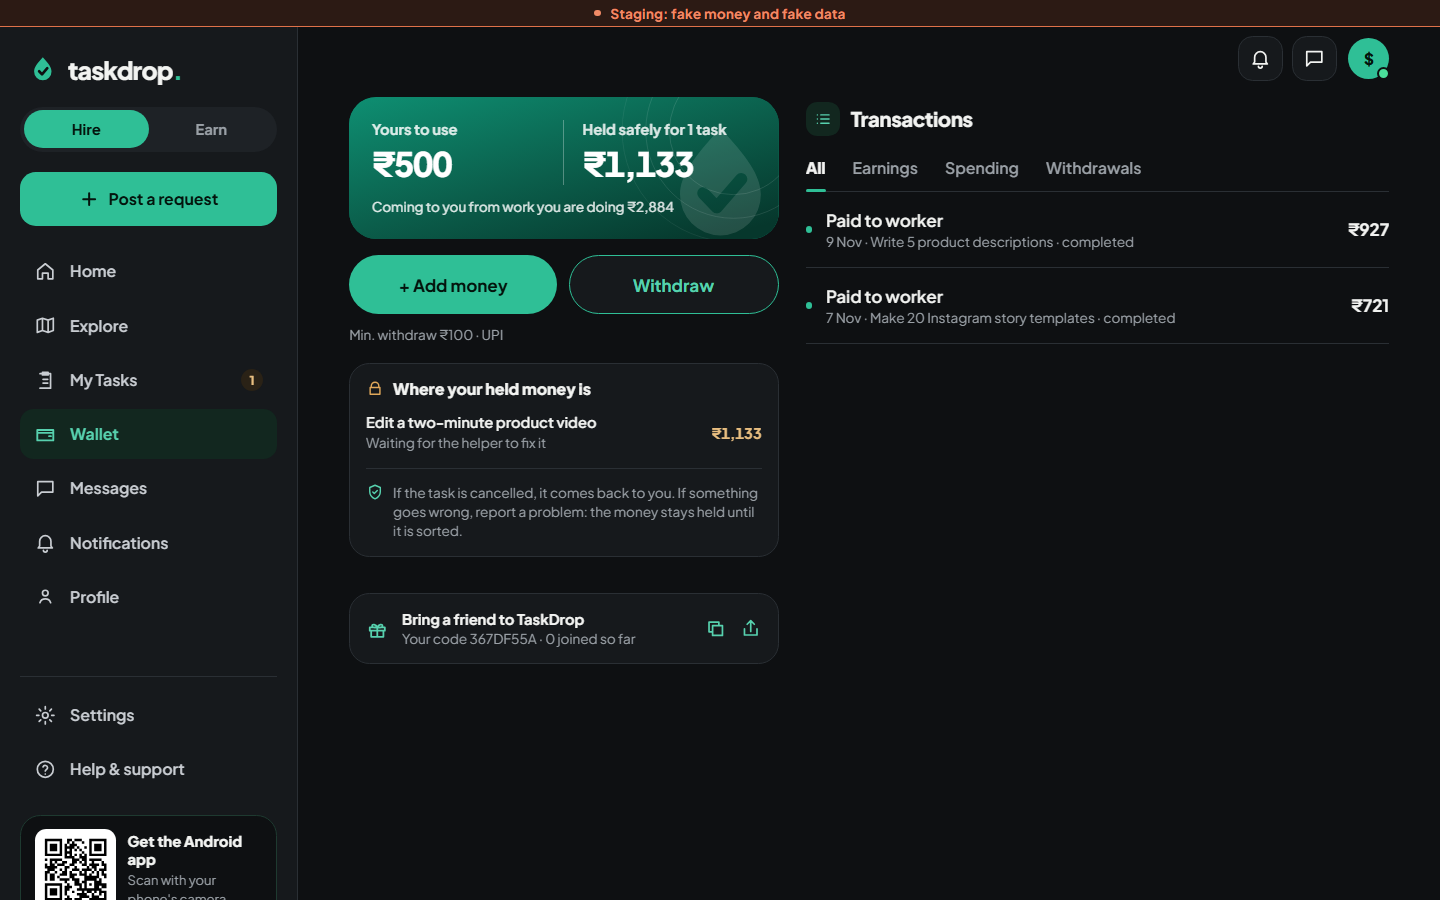 Staging: fake money and fake data
taskdrop.
Hire
Earn
Post a request
Home
Explore
My Tasks
1
Wallet
Messages
Notifications
Profile
Settings
Help & support
Get the Android
app
Scan with your
phone's camera
$
Yours to use
₹500
Held safely for 1 task
₹1,133
Coming to you from work you are doing ₹2,884
+ Add money
Withdraw
Min. withdraw ₹100 · UPI
Where your held money is
Edit a two-minute product video
Waiting for the helper to fix it
₹1,133
If the task is cancelled, it comes back to you. If something
goes wrong, report a problem: the money stays held until
it is sorted.
Bring a friend to TaskDrop
Your code 367DF55A · 0 joined so far
Transactions
All
Earnings
Spending
Withdrawals
Paid to worker
9 Nov · Write 5 product descriptions · completed
₹927
Paid to worker
7 Nov · Make 20 Instagram story templates · completed
₹721